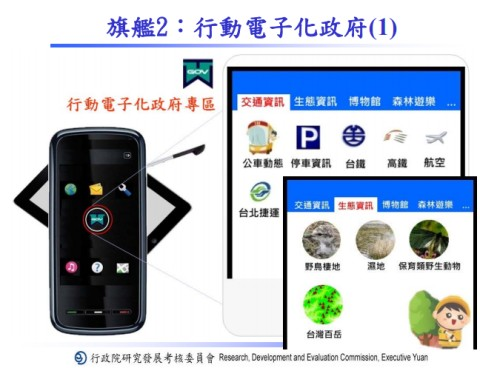 旗艦2：行動電子化政府(1)
GOV
行動電子化政府專區
交通資訊 生態資訊 博物館 森林遊樂 ...
公車動態 停車資訊 台鐵 高鐵 航空
台北捷運
交通資訊 生態資訊 博物館 森林遊樂 ...
野鳥棲地 濕地 保育類野生動物
台灣百岳
行政院研究發展考核委員會 Research, Development and Evaluation Commission, Executive Yuan